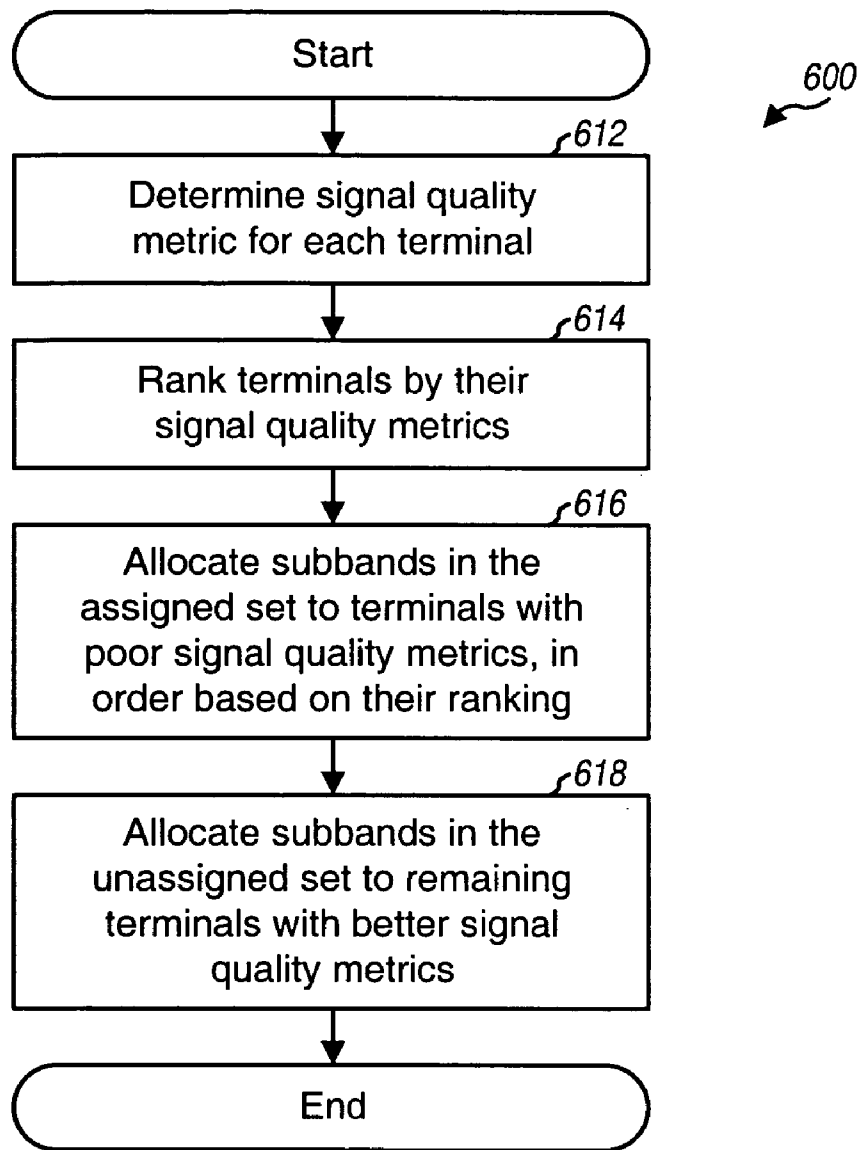 Start
600
612
Determine signal quality
metric for each terminal
614
Rank terminals by their
signal quality metrics
616
Allocate subbands in the
assigned set to terminals with
poor signal quality metrics, in
order based on their ranking
618
Allocate subbands in the
unassigned set to remaining
terminals with better signal
quality metrics
End